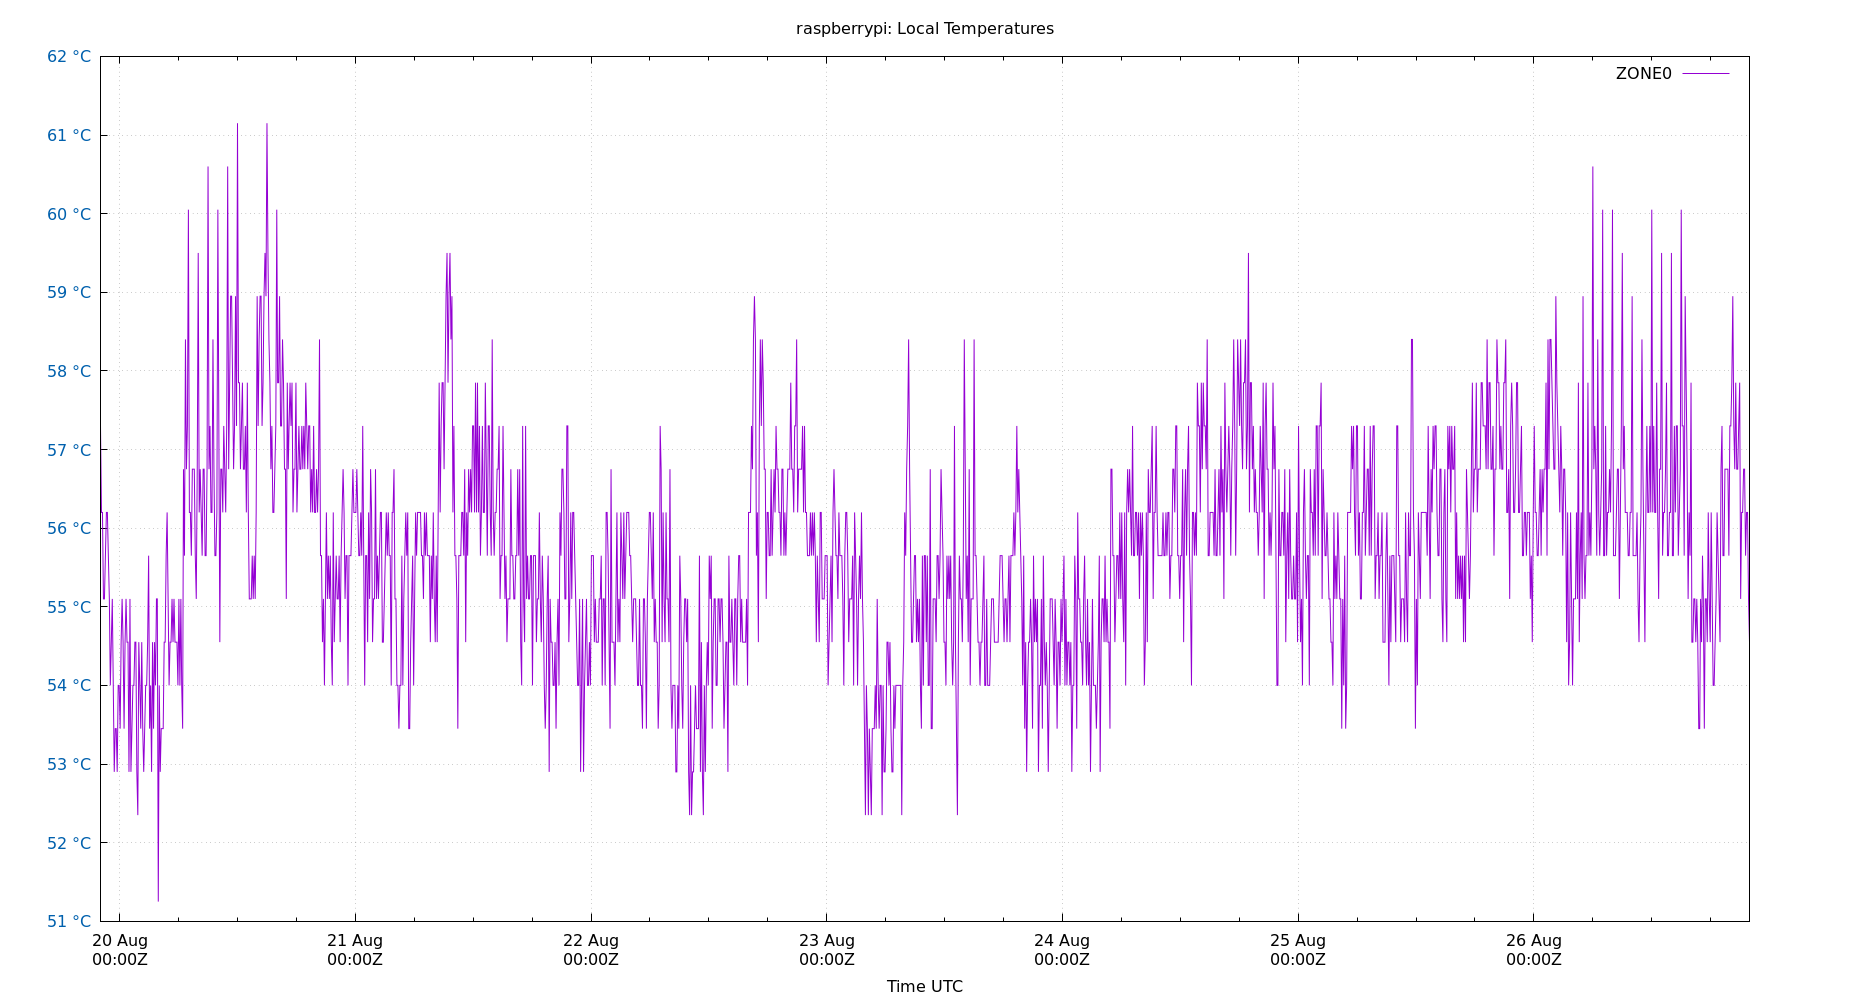 raspberrypi: Local Temperatures
62 °C
ZONE0
61 °C
60 °C
59 °C
58 °C
57 °C
56 °C
55 °C
54 °C
53 °C
52 °C
51 °C
20 Aug 21 Aug 22 Aug 23 Aug 24 Aug 25 Aug 26 Aug
00:00Z 00:00Z 00:00Z 00:00Z 00:00Z 00:00Z 00:00Z
Time UTC